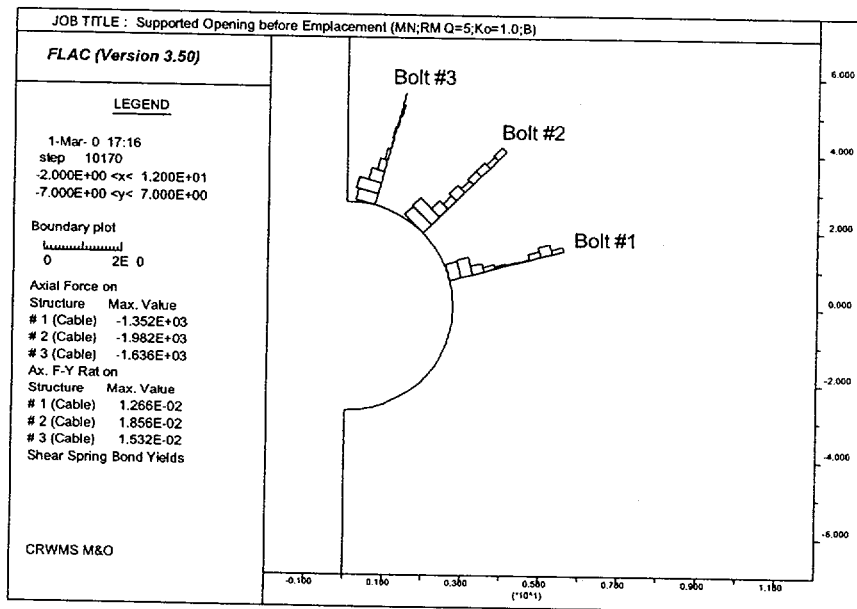 JOB TITLE : Supported Opening before Emplacement (MN;RM Q=5;Ko=1.0;B)
FLAC (Version 3.50)
LEGEND
1-Mar- 0 17:16
step 10170
-2.000E+00 <x< 1.200E+01
-7.000E+00 <y< 7.000E+00
Boundary plot
0 2E 0
Axial Force on
Structure Max. Value
# 1 (Cable) -1.352E+03
# 2 (Cable) -1.982E+03
# 3 (Cable) -1.636E+03
Ax. F-Y Rat on
Structure Max. Value
# 1 (Cable) 1.266E-02
# 2 (Cable) 1.856E-02
# 3 (Cable) 1.532E-02
Shear Spring Bond Yields
CRWMS M&O
Bolt #3
Bolt #2
Bolt #1
6.000
4.000
2.000
0.000
-2.000
-4.000
-6.000
-0.100 0.100 0.300 0.500 0.700 0.900 1.100
(*10^1)